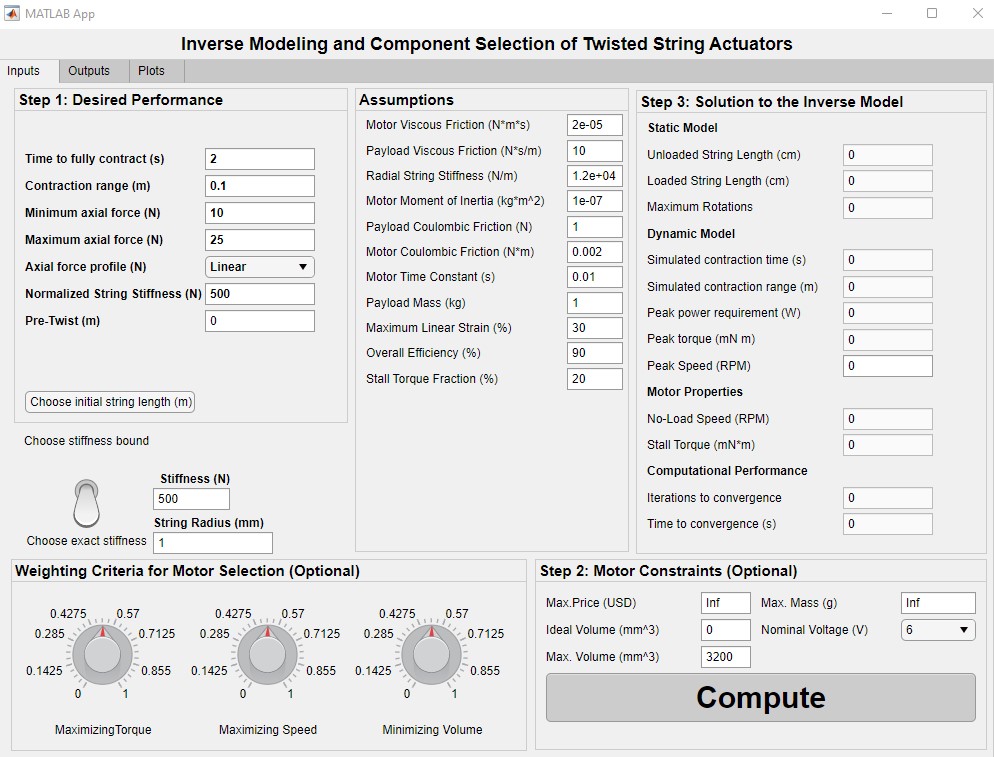 MATLAB App
Inverse Modeling and Component Selection of Twisted String Actuators
Inputs
Outputs
Plots
Step 1: Desired Performance
Time to fully contract (s) 2
Contraction range (m) 0.1
Minimum axial force (N) 10
Maximum axial force (N) 25
Axial force profile (N) Linear
Normalized String Stiffness (N) 500
Pre-Twist (m) 0
Choose initial string length (m)
Choose stiffness bound
Stiffness (N)
500
String Radius (mm)
Choose exact stiffness 1
Assumptions
Motor Viscous Friction (N*m*s) 2e-05
Payload Viscous Friction (N*s/m) 10
Radial String Stiffness (N/m) 1.2e+04
Motor Moment of Inertia (kg*m^2) 1e-07
Payload Coulombic Friction (N) 1
Motor Coulombic Friction (N*m) 0.002
Motor Time Constant (s) 0.01
Payload Mass (kg) 1
Maximum Linear Strain (%) 30
Overall Efficiency (%) 90
Stall Torque Fraction (%) 20
Step 3: Solution to the Inverse Model
Static Model
Unloaded String Length (cm) 0
Loaded String Length (cm) 0
Maximum Rotations 0
Dynamic Model
Simulated contraction time (s) 0
Simulated contraction range (m) 0
Peak power requirement (W) 0
Peak torque (mN m) 0
Peak Speed (RPM) 0
Motor Properties
No-Load Speed (RPM) 0
Stall Torque (mN*m) 0
Computational Performance
Iterations to convergence 0
Time to convergence (s) 0
Weighting Criteria for Motor Selection (Optional)
0.4275 0.57
0.285 0.7125
0.1425 0.855
0 1
MaximizingTorque
0.4275 0.57
0.285 0.7125
0.1425 0.855
0 1
Maximizing Speed
0.4275 0.57
0.285 0.7125
0.1425 0.855
0 1
Minimizing Volume
Step 2: Motor Constraints (Optional)
Max.Price (USD) Inf Max. Mass (g) Inf
Ideal Volume (mm^3) 0 Nominal Voltage (V) 6
Max. Volume (mm^3) 3200
Compute